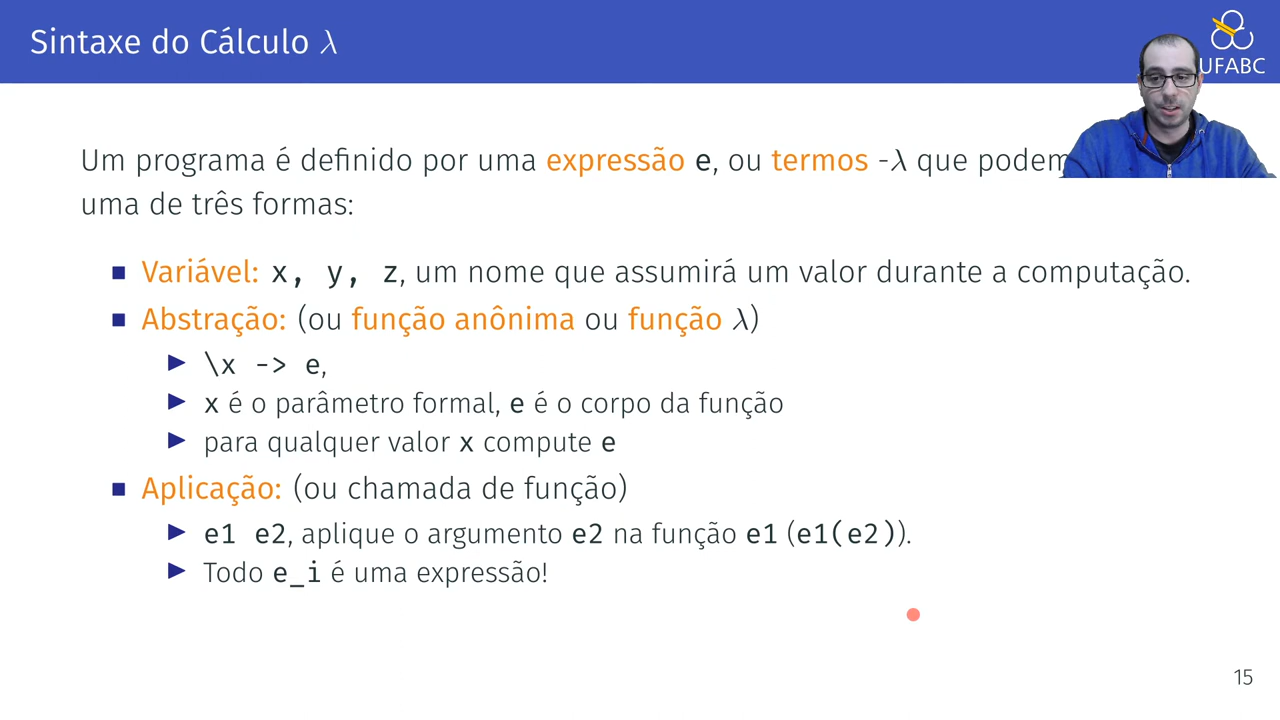 Sintaxe do Cálculo λ
UFABC
Um programa é definido por uma expressão e, ou termos -λ que podem
uma de três formas:
Variável: x, y, z, um nome que assumirá um valor durante a computação.
Abstração: (ou função anônima ou função λ)
\x -> e,
x é o parâmetro formal, e é o corpo da função
para qualquer valor x compute e
Aplicação: (ou chamada de função)
e1 e2, aplique o argumento e2 na função e1 (e1(e2)).
Todo e_i é uma expressão!
15